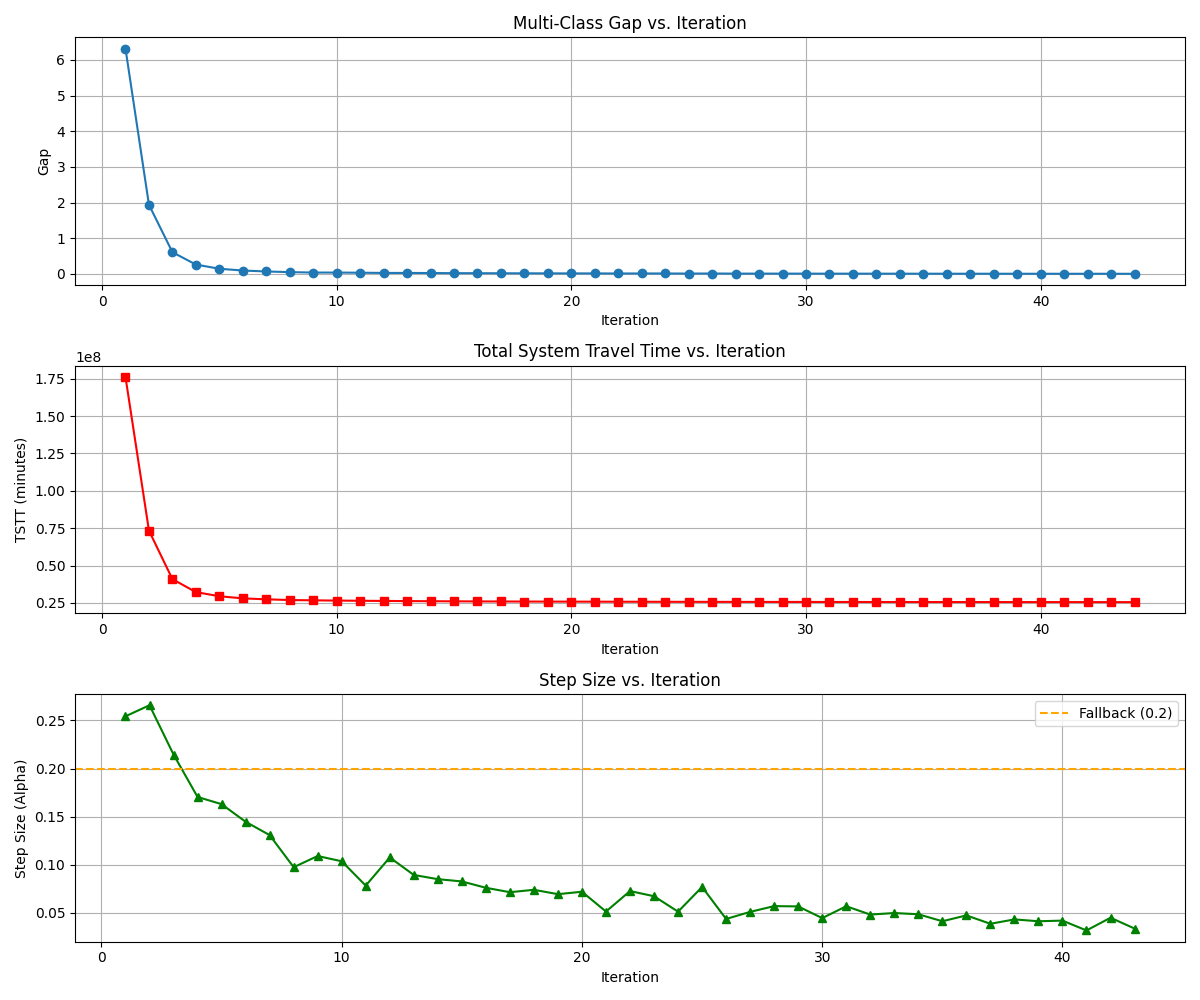 Multi-Class Gap vs. Iteration
6
5
4
3
2
1
0
Gap
0 10 20 30 40
Iteration
Total System Travel Time vs. Iteration
1e8
1.75
1.50
1.25
1.00
0.75
0.50
0.25
TSTT (minutes)
0 10 20 30 40
Iteration
Step Size vs. Iteration
Fallback (0.2)
0.25
0.20
0.15
0.10
0.05
Step Size (Alpha)
0 10 20 30 40
Iteration